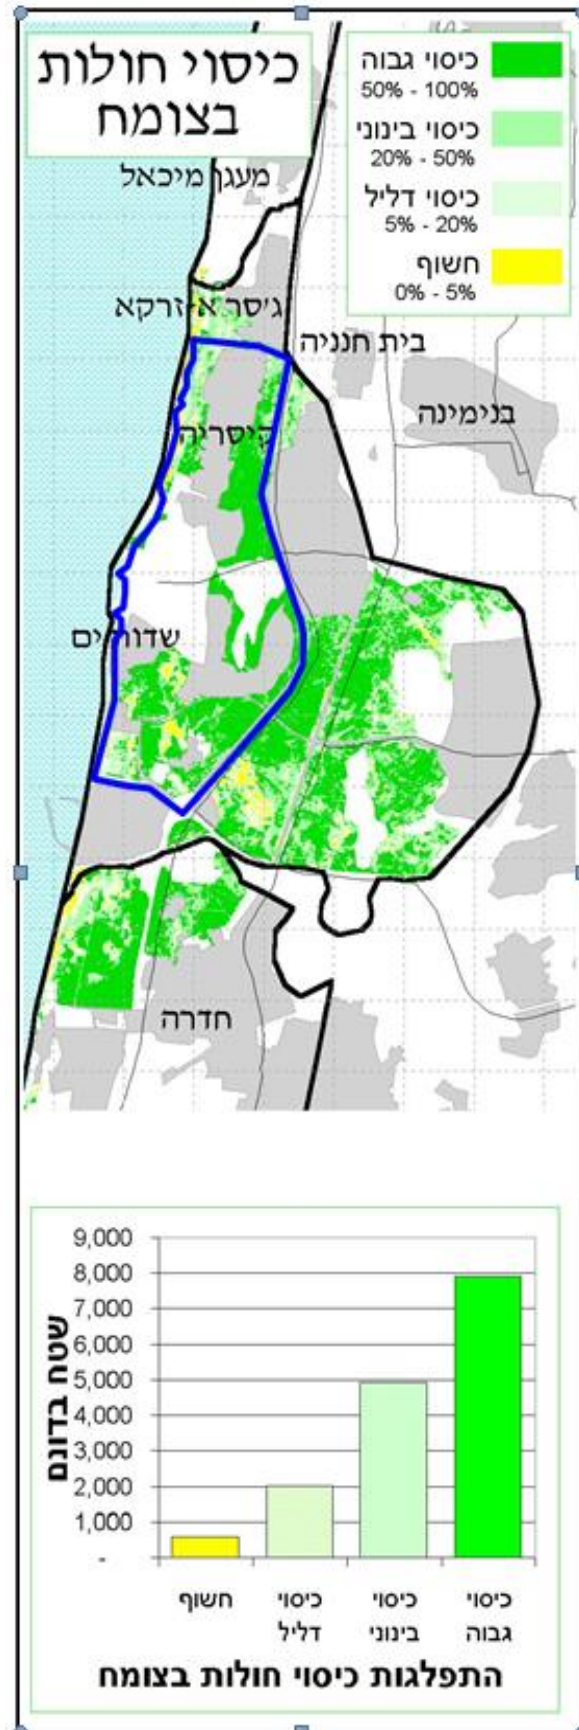 כיסוי חולות
בצומח
כיסוי גבוה
50% - 100%
כיסוי בינוני
20% - 50%
כיסוי דליל
5% - 20%
חשוף
0% - 5%
מעגן מיכאל
ג'סר א-זרקא
בית חנניה
בנימינה
קיסריה
שדות ים
חדרה
9,000
8,000
7,000
6,000
5,000
4,000
3,000
2,000
1,000
-
שטח בדונם
חשוף
כיסוי דליל
כיסוי בינוני
כיסוי גבוה
התפלגות כיסוי חולות בצומח